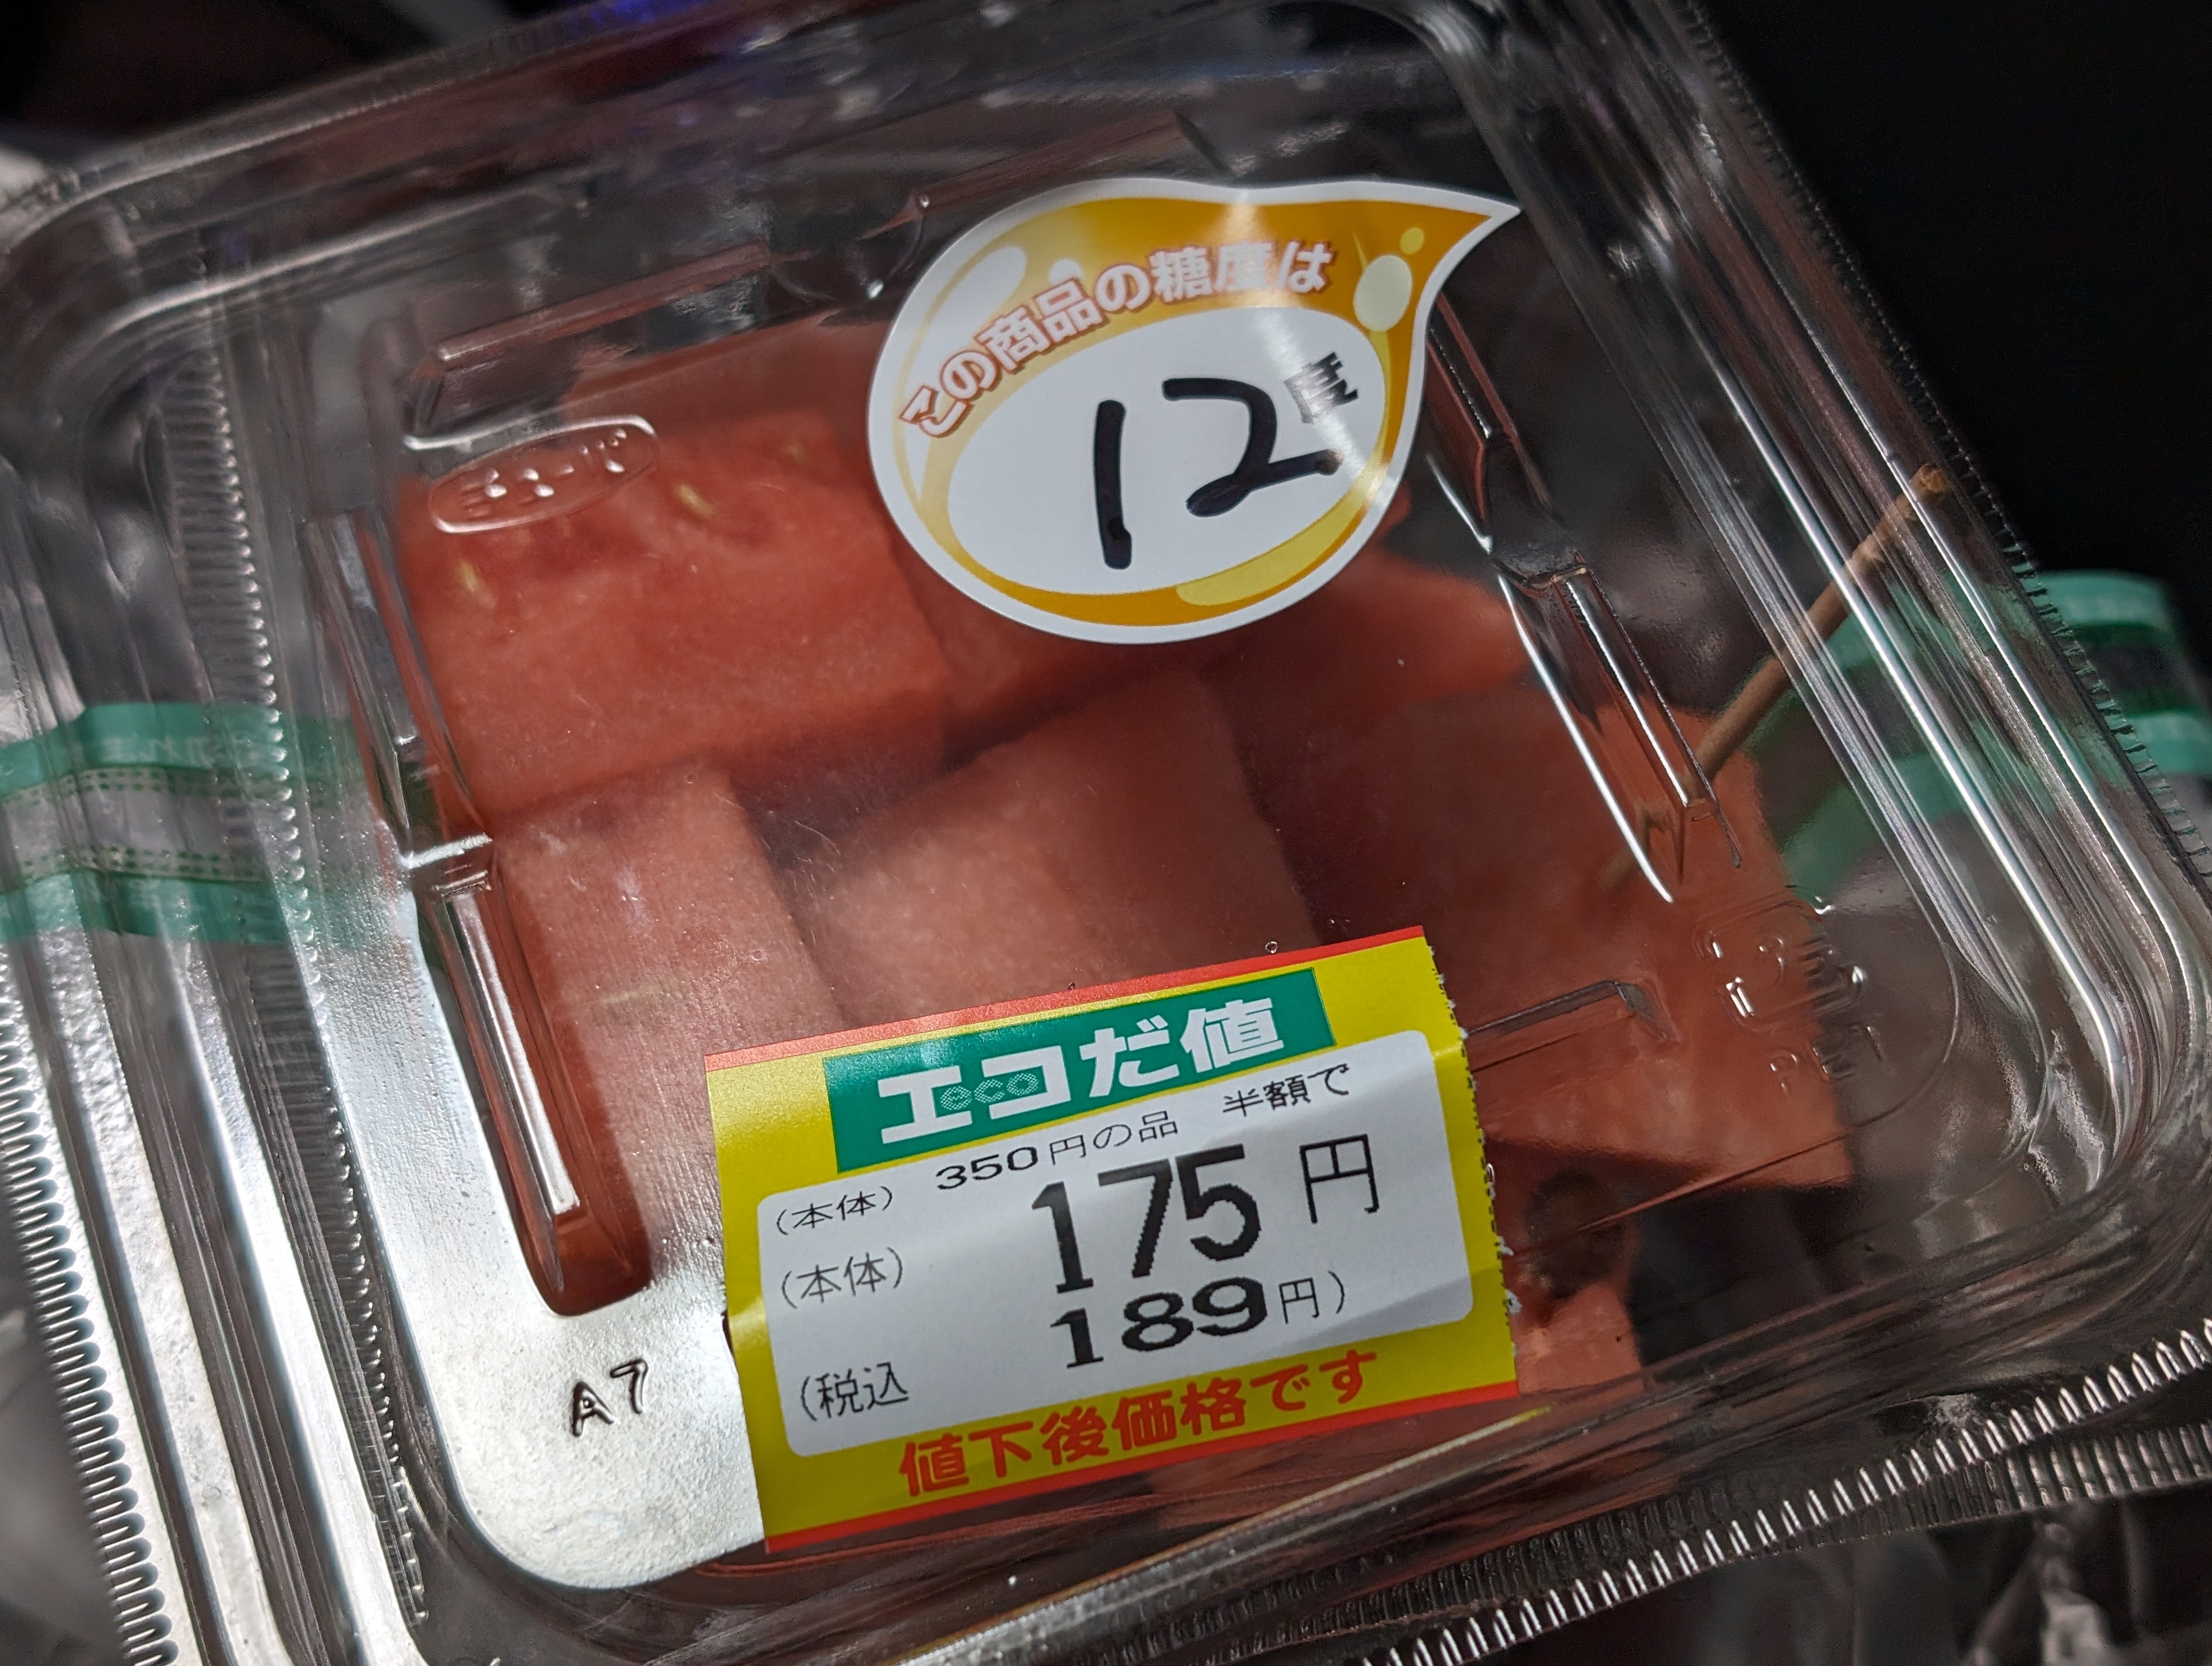 この商品の糖度は
12度
エコだ値
eco
(本体) 350円の品 半額で
(本体) 175円
(税込 189円)
値下後価格です
A7